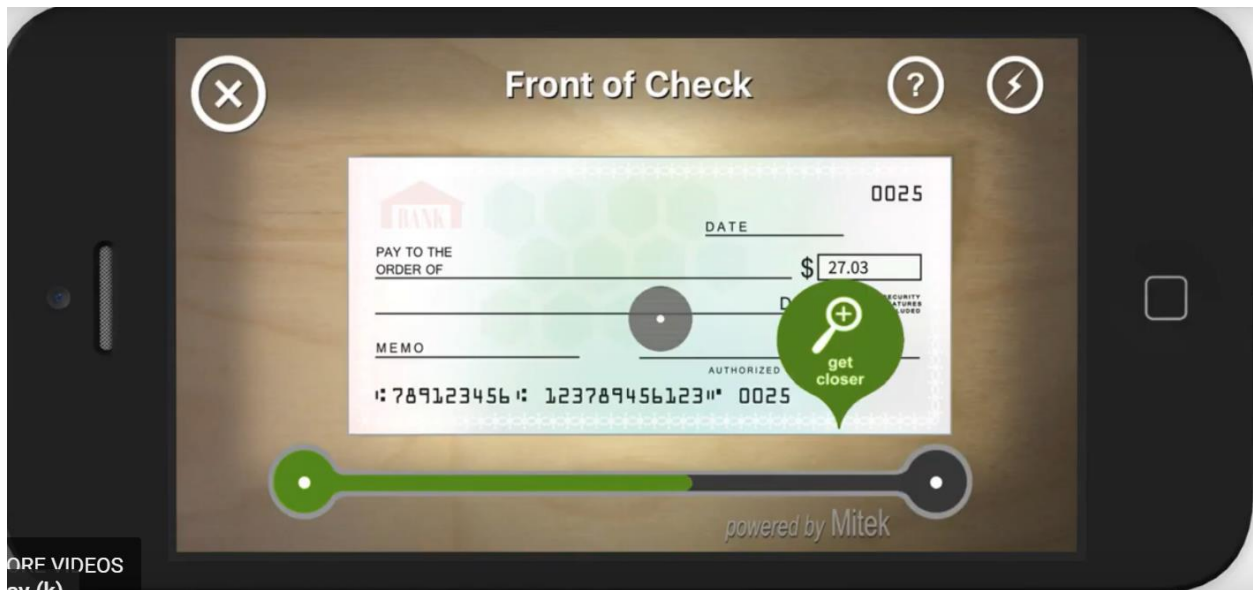 Front of Check
?
BANK
0025
DATE
PAY TO THE
ORDER OF
$ 27.03
D
SECURITY
MEMO
get
closer
AUTHORIZED
⑆789123456⑆ 123789456123⑈ 0025
powered by Mitek
ORE VIDEOS